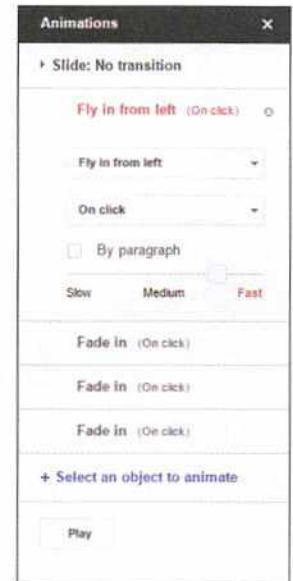 Animations ×
Slide: No transition
Fly in from left (On click)
Fly in from left
On click
By paragraph
Slow Medium Fast
Fade in (On click)
Fade in (On click)
Fade in (On click)
+ Select an object to animate
Play